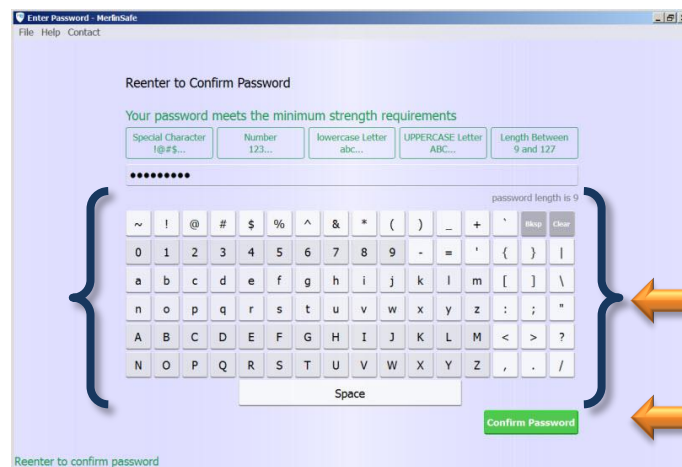 Enter Password - MerlinSafe
File Help Contact
Reenter to Confirm Password
Your password meets the minimum strength requirements
Special Character Number lowercase Letter UPPERCASE Letter Length Between
!@#$... 123... abc... ABC... 9 and 127
password length is 9
~ ! @ # $ % ^ & * ( ) _ + ` Bksp Clear
0 1 2 3 4 5 6 7 8 9 - = ' { } |
a b c d e f g h i j k l m [ ] \
n o p q r s t u v w x y z : ; "
A B C D E F G H I J K L M < > ?
N O P Q R S T U V W X Y Z , . /
Space
Confirm Password
Reenter to confirm password